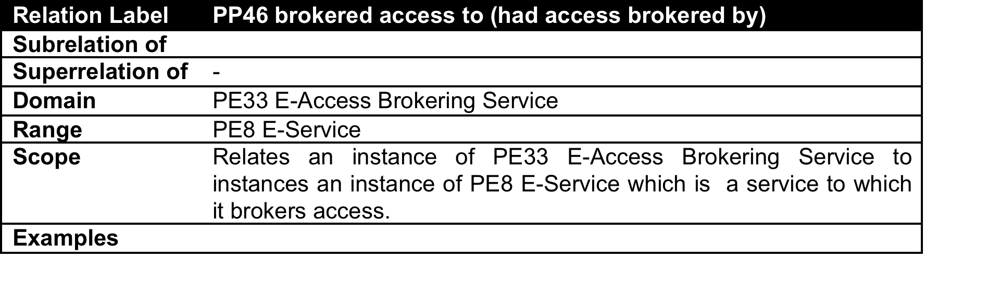 Relation Label PP46 brokered access to (had access brokered by)
Subrelation of
Superrelation of -
Domain PE33 E-Access Brokering Service
Range PE8 E-Service
Scope Relates an instance of PE33 E-Access Brokering Service to
instances an instance of PE8 E-Service which is a service to which
it brokers access.
Examples